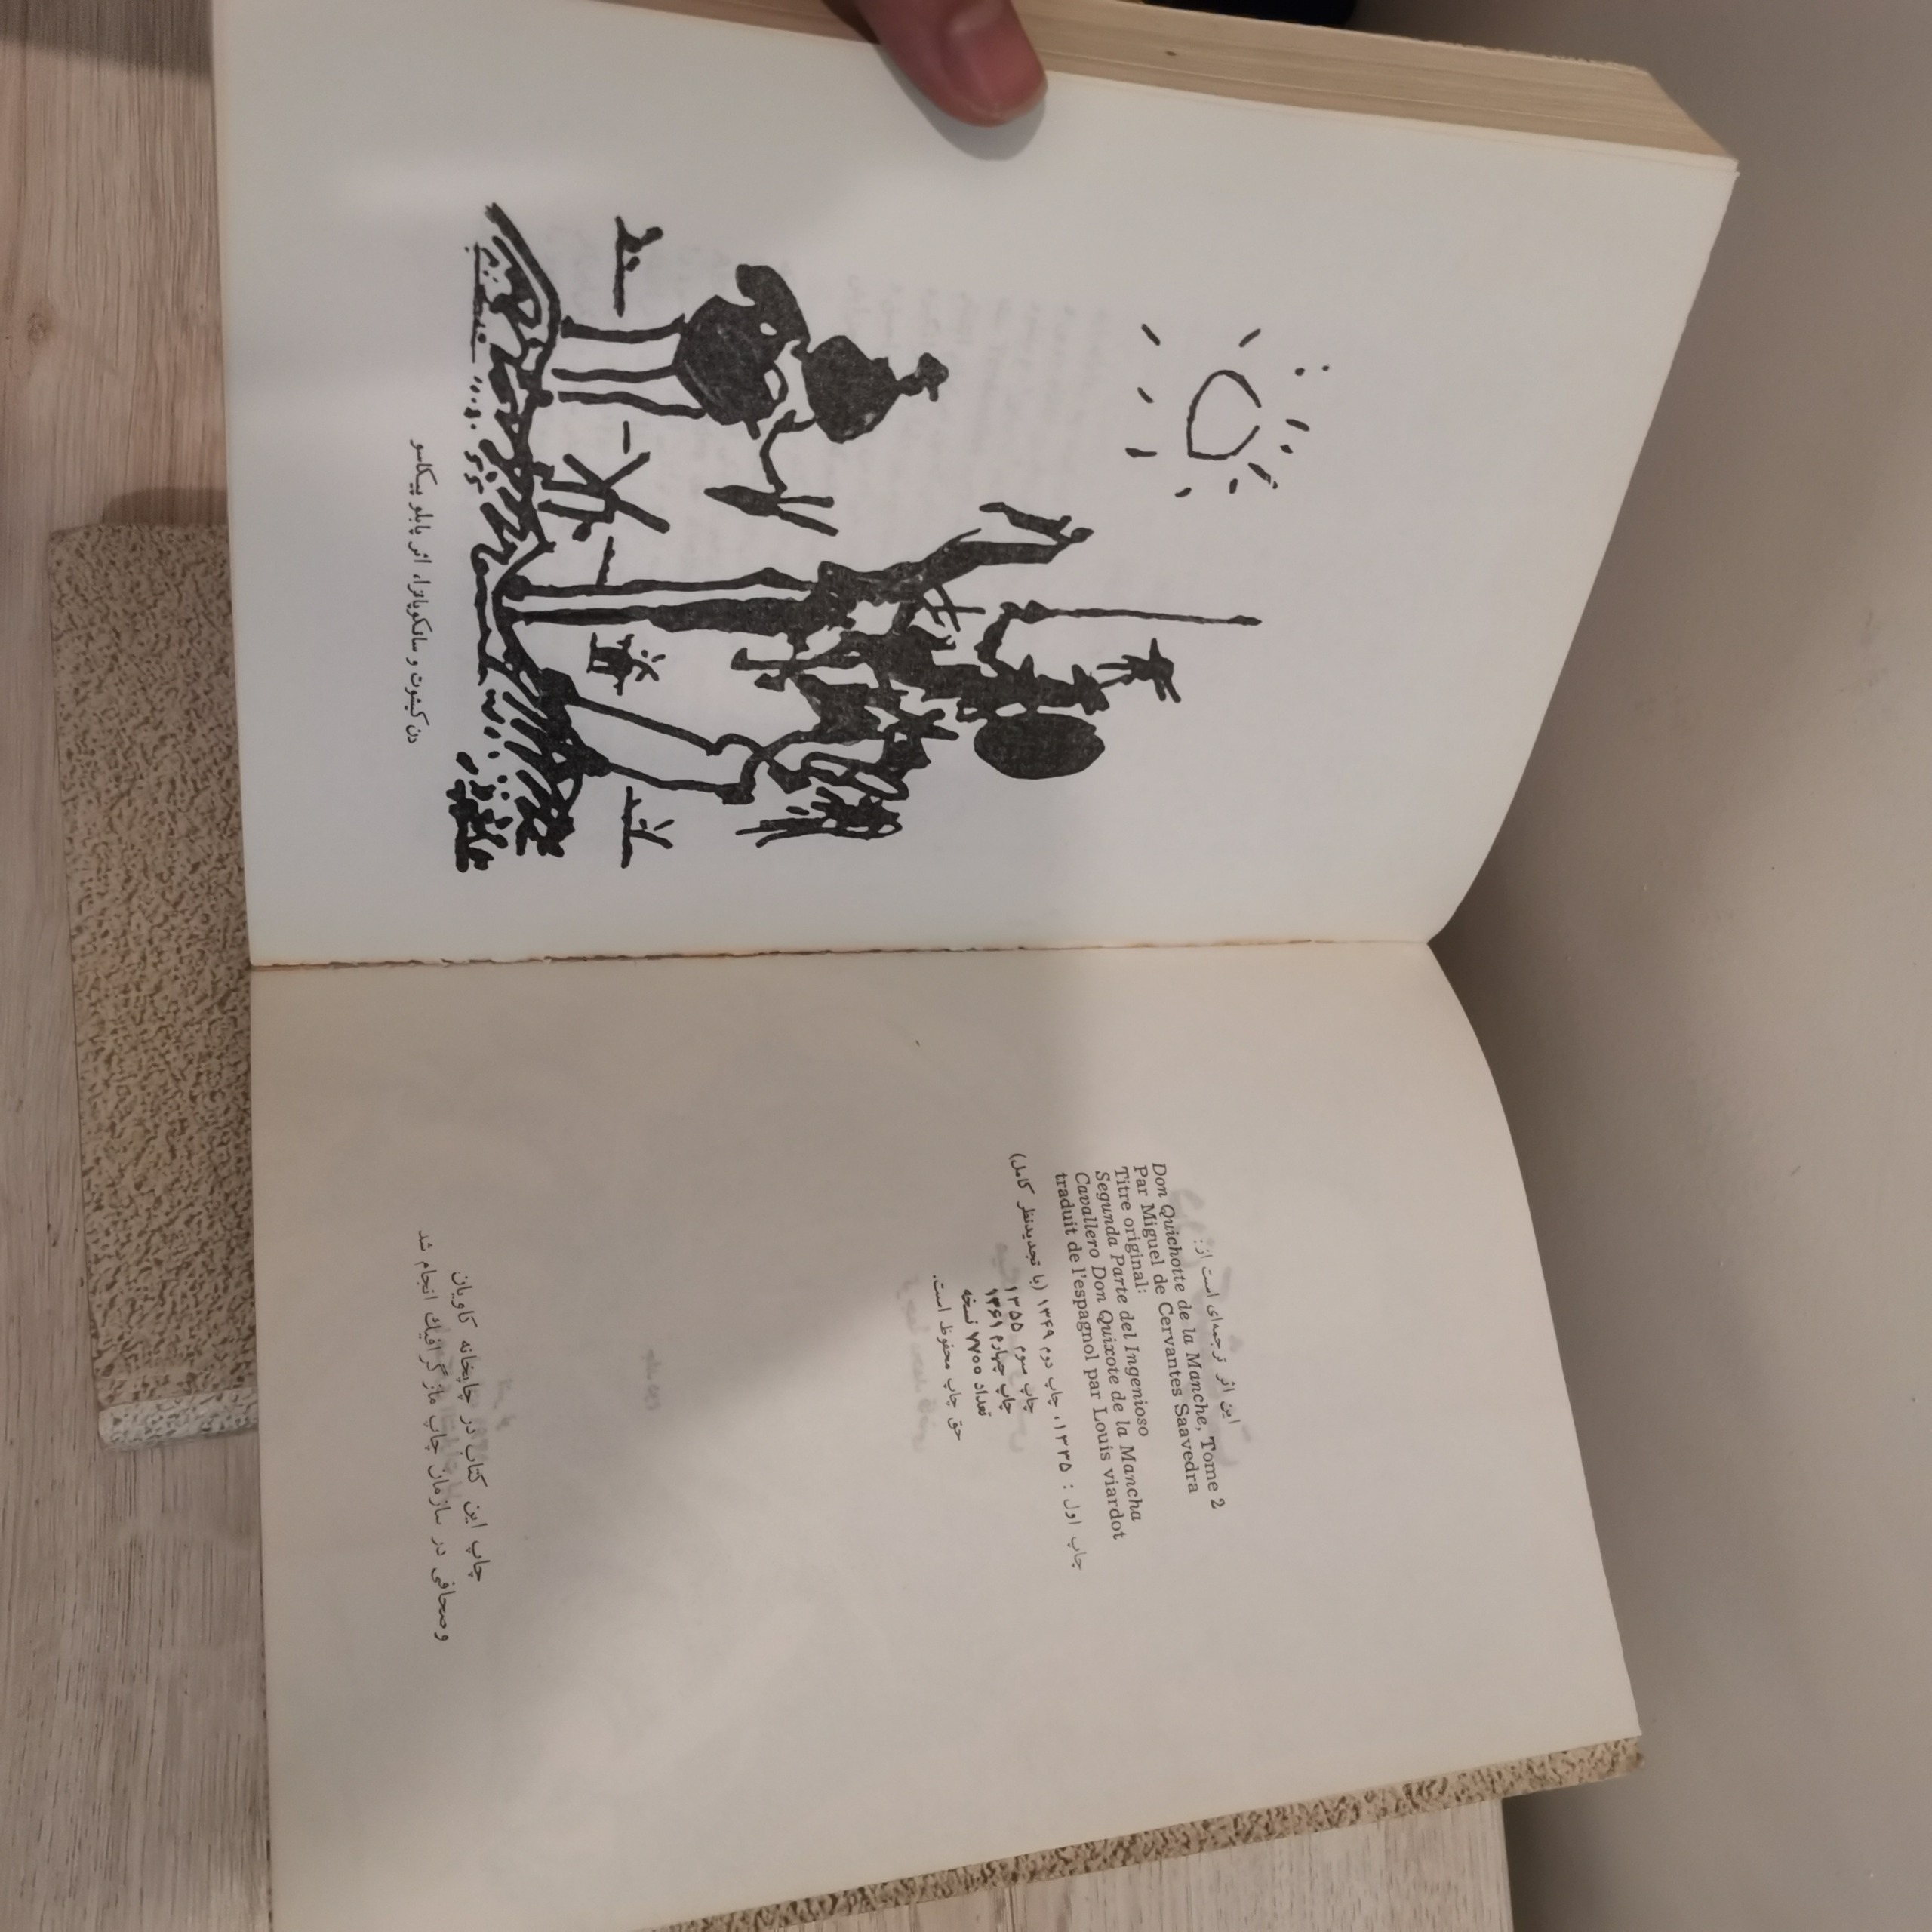 این اثر ترجمه‌ای است از:
Don Quichotte de la Manche, Tome 2
Par Miguel de Cervantes Saavedra
Titre original:
Segunda Parte del Ingenioso
Cavallero Don Quixote de la Mancha
traduit de l'espagnol par Louis viardot
چاپ اول : ۱۳۳۵، چاپ دوم ۱۳۴۹ (با تجدیدنظر کامل)
چاپ سوم ۱۳۵۵
چاپ چهارم ۱۳۶۱
تعداد ۷۷۰۰ نسخه
حق چاپ محفوظ است.
چاپ این کتاب در چاپخانه کاویان
وصحافی در سازمان چاپ مازگرافیك انجام شد
دن کیشوت و سانکوپانزا، اثر پابلو پیکاسو